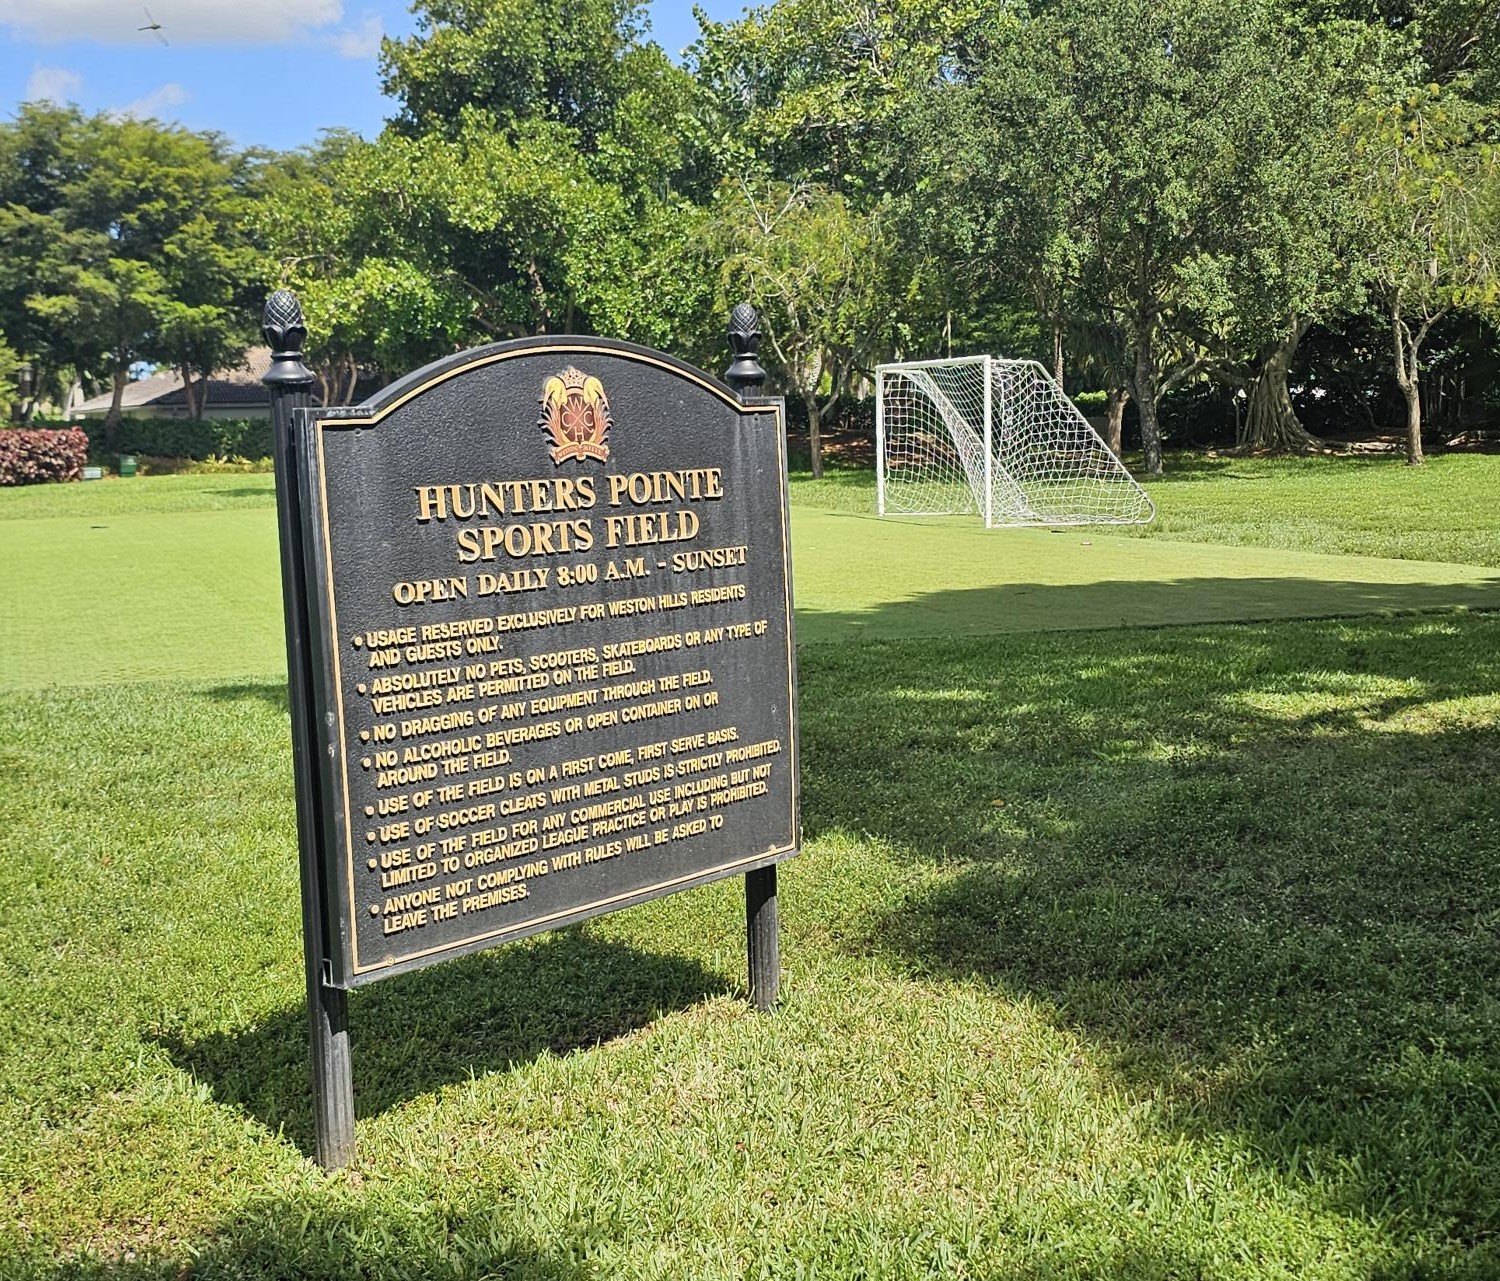 HUNTERS POINTE
SPORTS FIELD
OPEN DAILY 8:00 A.M. - SUNSET
• USAGE RESERVED EXCLUSIVELY FOR WESTON HILLS RESIDENTS
AND GUESTS ONLY.
• ABSOLUTELY NO PETS, SCOOTERS, SKATEBOARDS OR ANY TYPE OF
VEHICLES ARE PERMITTED ON THE FIELD.
• NO DRAGGING OF ANY EQUIPMENT THROUGH THE FIELD.
• NO ALCOHOLIC BEVERAGES OR OPEN CONTAINER ON OR
AROUND THE FIELD.
• USE OF THE FIELD IS ON A FIRST COME, FIRST SERVE BASIS.
• USE OF SOCCER CLEATS WITH METAL STUDS IS STRICTLY PROHIBITED.
• USE OF THE FIELD FOR ANY COMMERCIAL USE INCLUDING BUT NOT
LIMITED TO ORGANIZED LEAGUE PRACTICE OR PLAY IS PROHIBITED.
• ANYONE NOT COMPLYING WITH RULES WILL BE ASKED TO
LEAVE THE PREMISES.